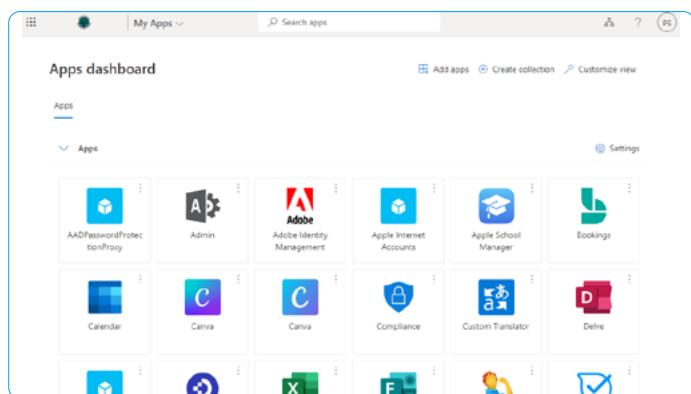 My Apps
Search apps
?
PS
Apps dashboard
Add apps
Create collection
Customize view
Apps
Apps
Settings
AADPasswordProtec
tionProxy
Admin
Adobe
Adobe Identity
Management
Apple Internet
Accounts
Apple School
Manager
Bookings
Calendar
Canva
Canva
Compliance
Custom Translator
Delve